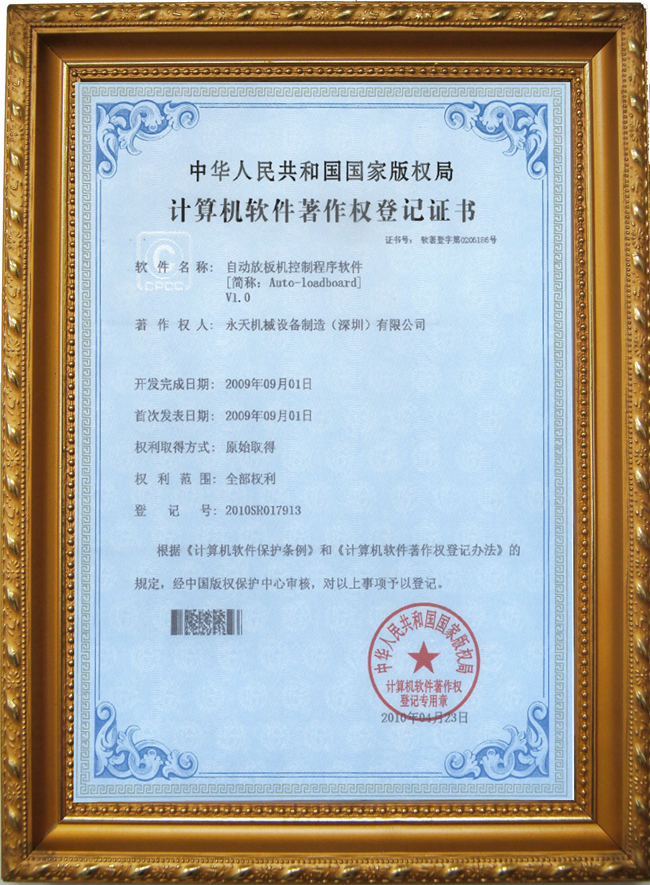 中华人民共和国国家版权局
计算机软件著作权登记证书
证书号： 软著登字第0206186号
CPCC
软件名称： 自动放板机控制程序软件
[简称：Auto-loadboard]
V1.0
著作权人： 永天机械设备制造（深圳）有限公司
开发完成日期： 2009年09月01日
首次发表日期： 2009年09月01日
权利取得方式： 原始取得
权利范围： 全部权利
登记号： 2010SR017913
根据《计算机软件保护条例》和《计算机软件著作权登记办法》的
规定，经中国版权保护中心审核，对以上事项予以登记。
中华人民共和国国家版权局
计算机软件著作权
登记专用章
2010年04月23日